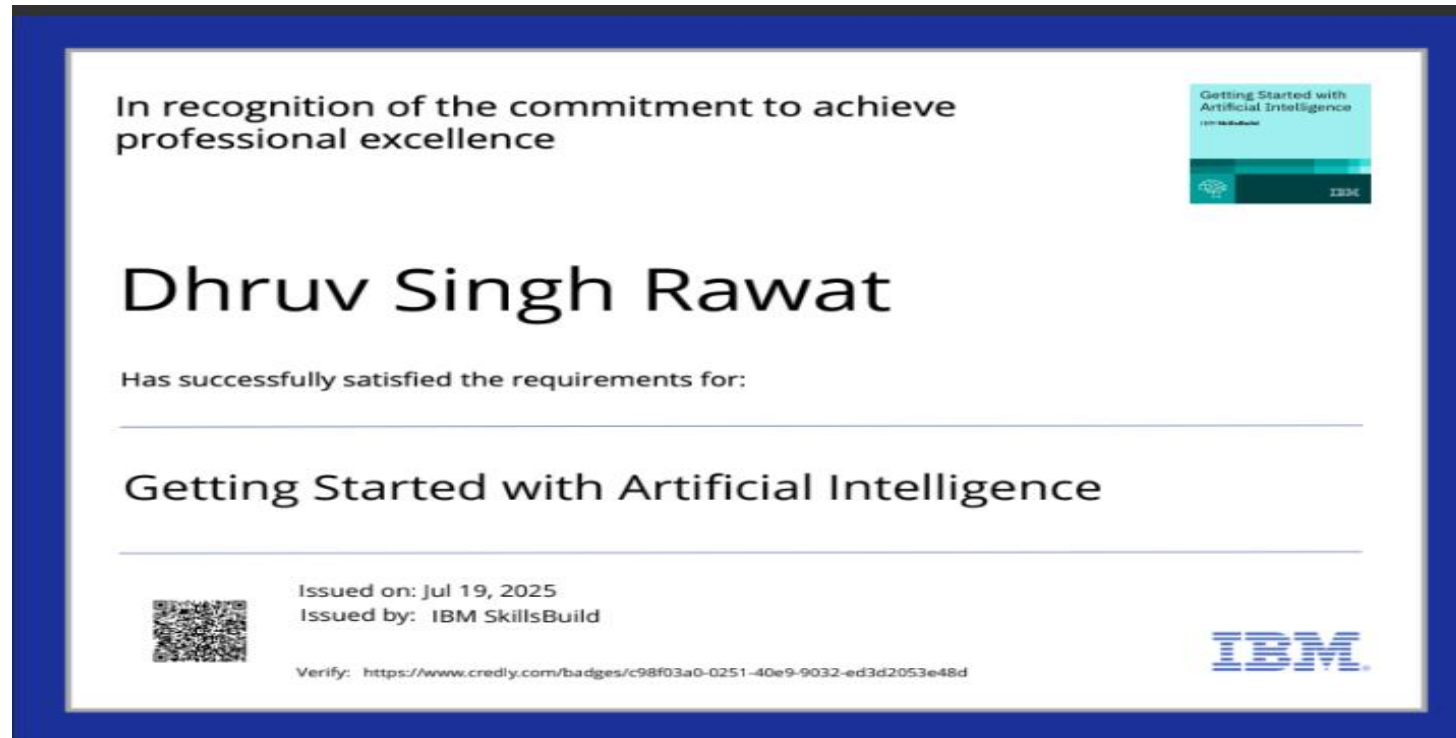 In recognition of the commitment to achieve
professional excellence
Getting Started with
Artificial Intelligence
IBM SkillsBuild
IBM
Dhruv Singh Rawat
Has successfully satisfied the requirements for:
Getting Started with Artificial Intelligence
Issued on: Jul 19, 2025
Issued by: IBM SkillsBuild
Verify: https://www.credly.com/badges/c98f03a0-0251-40e9-9032-ed3d2053e48d
IBM.